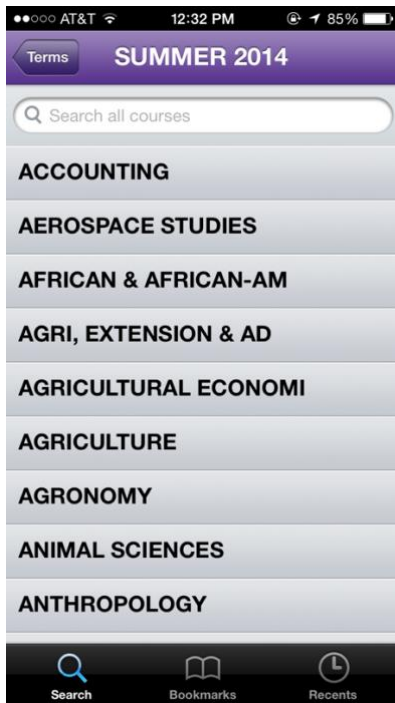 AT&T 12:32 PM 85%
Terms SUMMER 2014
Search all courses
ACCOUNTING
AEROSPACE STUDIES
AFRICAN & AFRICAN-AM
AGRI, EXTENSION & AD
AGRICULTURAL ECONOMI
AGRICULTURE
AGRONOMY
ANIMAL SCIENCES
ANTHROPOLOGY
Search Bookmarks Recents